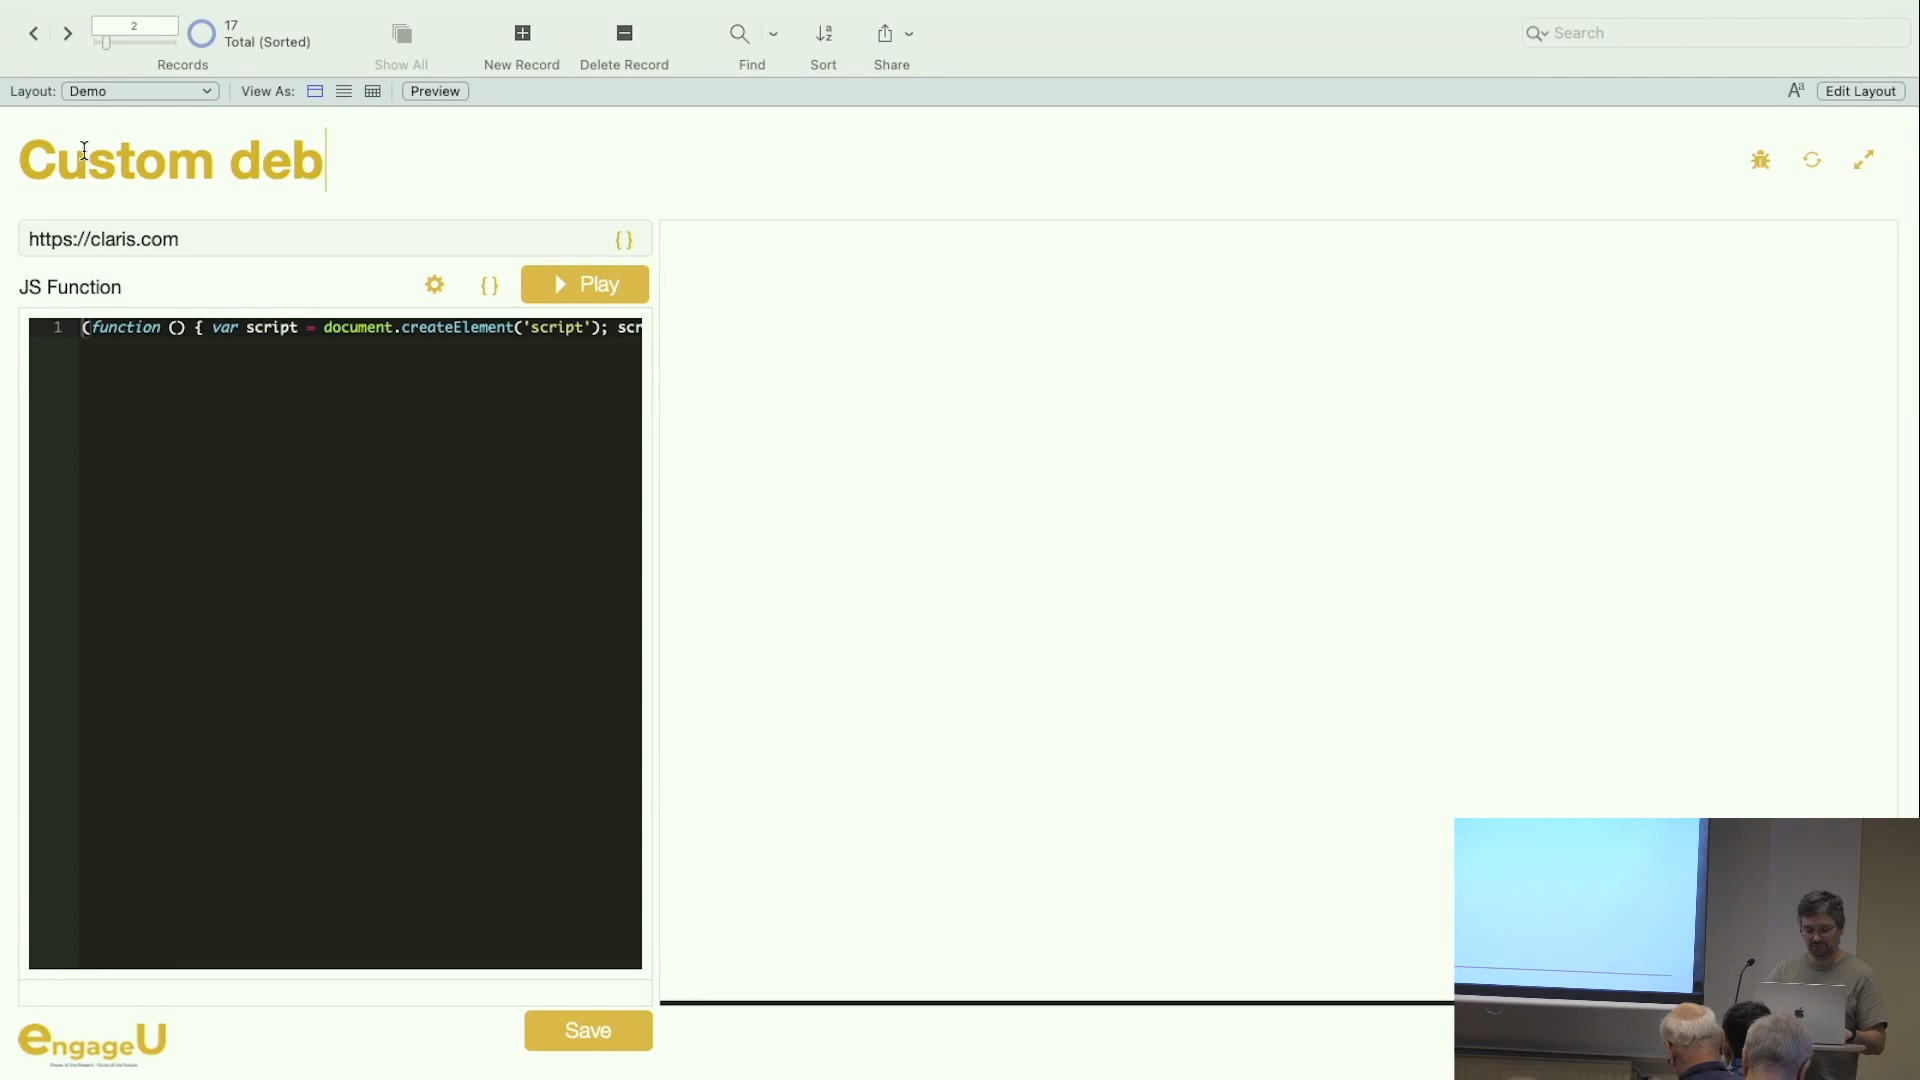 2
17
Total (Sorted)
Records
Show All
New Record
Delete Record
Find
Sort
Share
Search
Layout: Demo
View As:
Preview
Aa
Edit Layout
Custom deb
https://claris.com
{ }
JS Function
{ }
Play
1 (function () { var script = document.createElement('script'); scr
Save
engageU